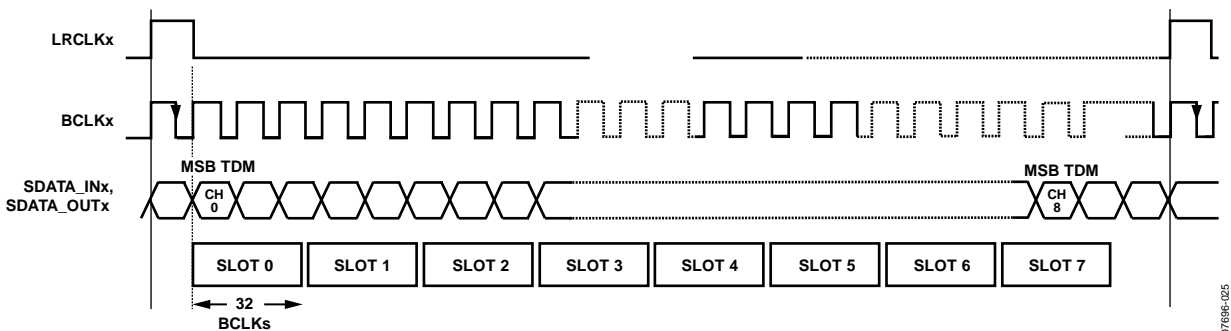 LRCLKx
BCLKx
MSB TDM
MSB TDM
SDATA_INx,
SDATA_OUTx
CH
0
CH
8
SLOT 0
SLOT 1
SLOT 2
SLOT 3
SLOT 4
SLOT 5
SLOT 6
SLOT 7
32
BCLKs
07696-025